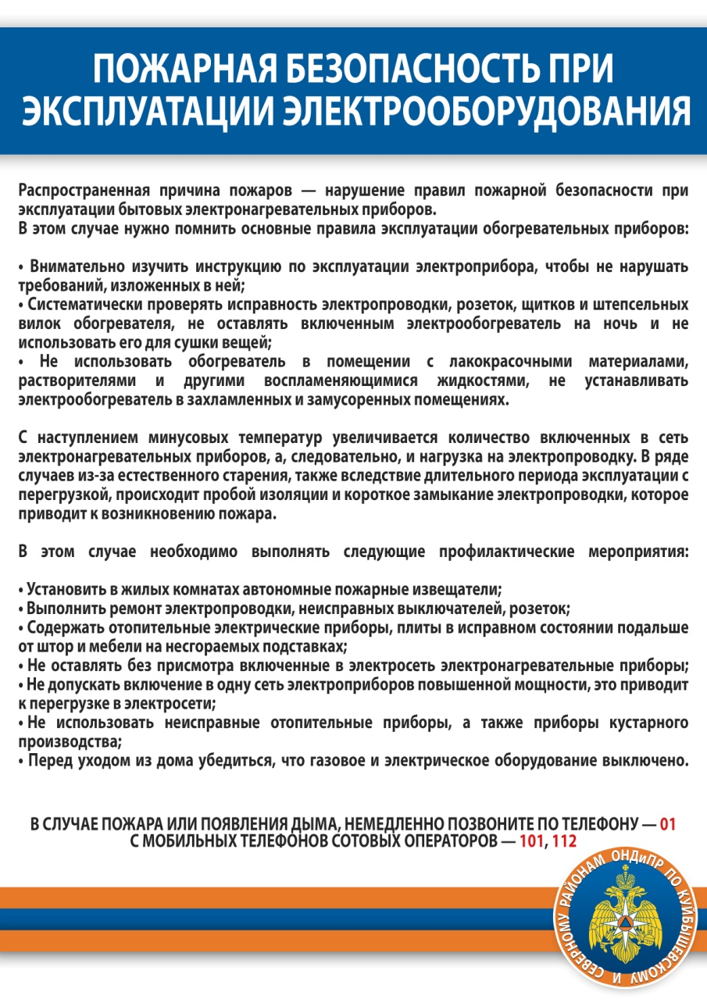 ПОЖАРНАЯ БЕЗОПАСНОСТЬ ПРИ
ЭКСПЛУАТАЦИИ ЭЛЕКТРООБОРУДОВАНИЯ
Распространенная причина пожаров — нарушение правил пожарной безопасности при
эксплуатации бытовых электронагревательных приборов.
В этом случае нужно помнить основные правила эксплуатации обогревательных приборов:
• Внимательно изучить инструкцию по эксплуатации электроприбора, чтобы не нарушать
требований, изложенных в ней;
• Систематически проверять исправность электропроводки, розеток, щитков и штепсельных
вилок обогревателя, не оставлять включенным электрообогреватель на ночь и не
использовать его для сушки вещей;
• Не использовать обогреватель в помещении с лакокрасочными материалами,
растворителями и другими воспламеняющимися жидкостями, не устанавливать
электрообогреватель в захламленных и замусоренных помещениях.
С наступлением минусовых температур увеличивается количество включенных в сеть
электронагревательных приборов, а, следовательно, и нагрузка на электропроводку. В ряде
случаев из-за естественного старения, также вследствие длительного периода эксплуатации с
перегрузкой, происходит пробой изоляции и короткое замыкание электропроводки, которое
приводит к возникновению пожара.
В этом случае необходимо выполнять следующие профилактические мероприятия:
• Установить в жилых комнатах автономные пожарные извещатели;
• Выполнить ремонт электропроводки, неисправных выключателей, розеток;
• Содержать отопительные электрические приборы, плиты в исправном состоянии подальше
от штор и мебели на несгораемых подставках;
• Не оставлять без присмотра включенные в электросеть электронагревательные приборы;
• Не допускать включение в одну сеть электроприборов повышенной мощности, это приводит
к перегрузке в электросети;
• Не использовать неисправные отопительные приборы, а также приборы кустарного
производства;
• Перед уходом из дома убедиться, что газовое и электрическое оборудование выключено.
В СЛУЧАЕ ПОЖАРА ИЛИ ПОЯВЛЕНИЯ ДЫМА, НЕМЕДЛЕННО ПОЗВОНИТЕ ПО ТЕЛЕФОНУ — 01
С МОБИЛЬНЫХ ТЕЛЕФОНОВ СОТОВЫХ ОПЕРАТОРОВ — 101, 112
ОНДиПР ПО КУЙБЫШЕВСКОМУ И СЕВЕРНОМУ РАЙОНАМ